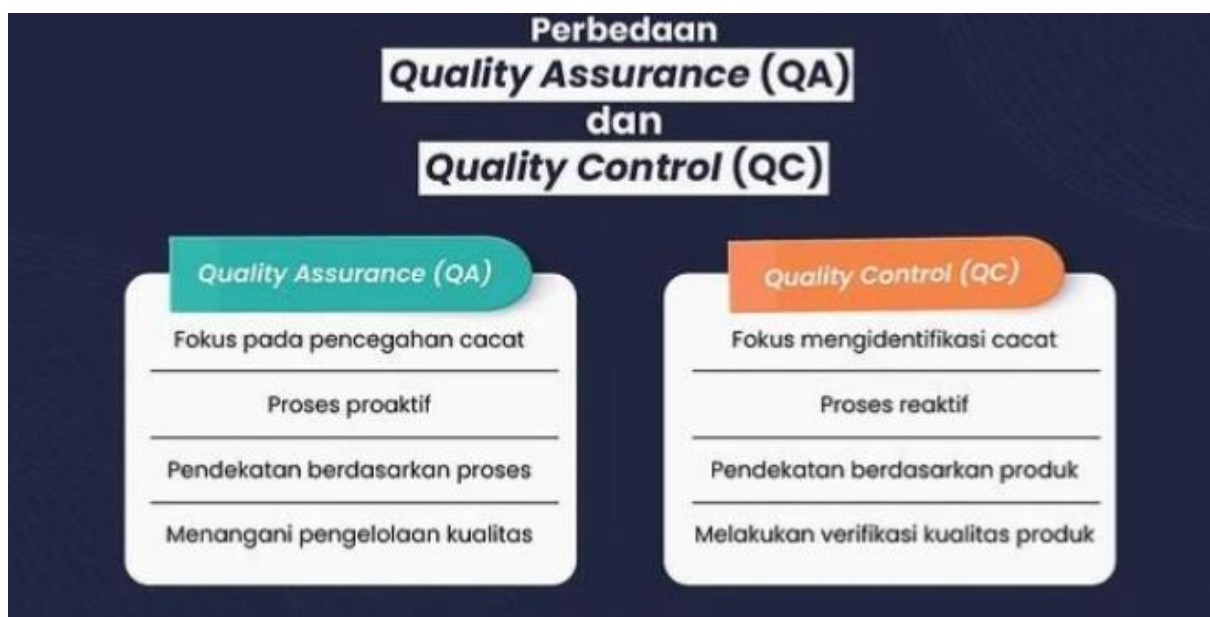 Perbedaan
Quality Assurance (QA)
dan
Quality Control (QC)
Quality Assurance (QA)
Fokus pada pencegahan cacat
Proses proaktif
Pendekatan berdasarkan proses
Menangani pengelolaan kualitas
Quality Control (QC)
Fokus mengidentifikasi cacat
Proses reaktif
Pendekatan berdasarkan produk
Melakukan verifikasi kualitas produk